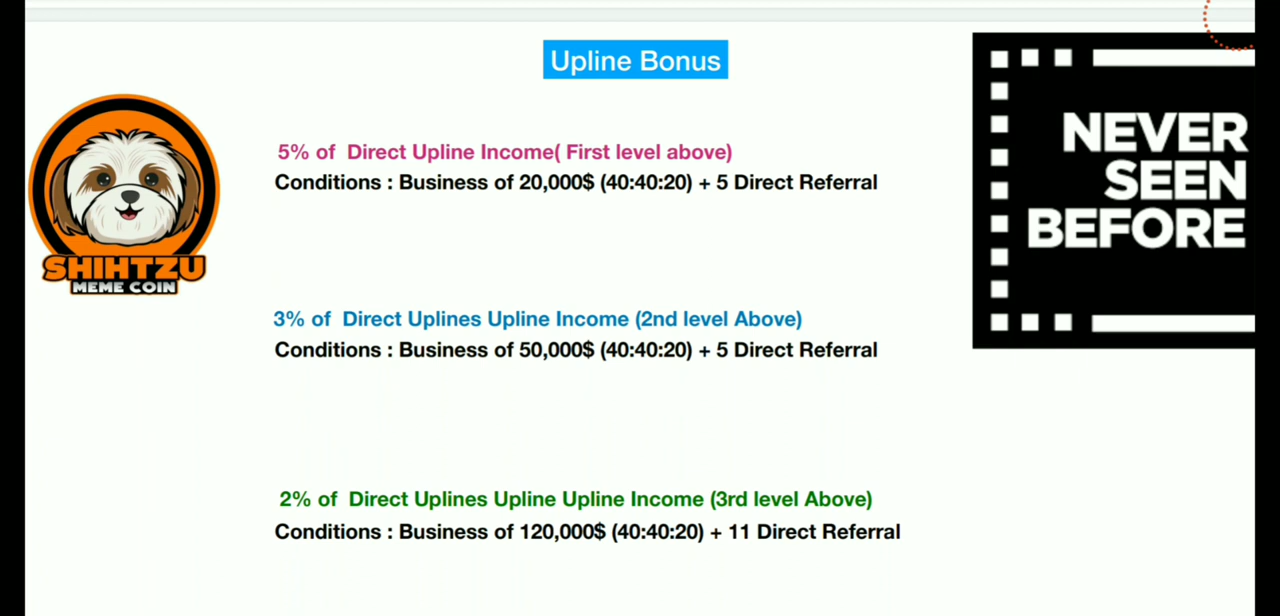 Upline Bonus
NEVER
SEEN
BEFORE
SHIHTZU
MEME COIN
5% of Direct Upline Income( First level above)
Conditions : Business of 20,000$ (40:40:20) + 5 Direct Referral
3% of Direct Uplines Upline Income (2nd level Above)
Conditions : Business of 50,000$ (40:40:20) + 5 Direct Referral
2% of Direct Uplines Upline Upline Income (3rd level Above)
Conditions : Business of 120,000$ (40:40:20) + 11 Direct Referral